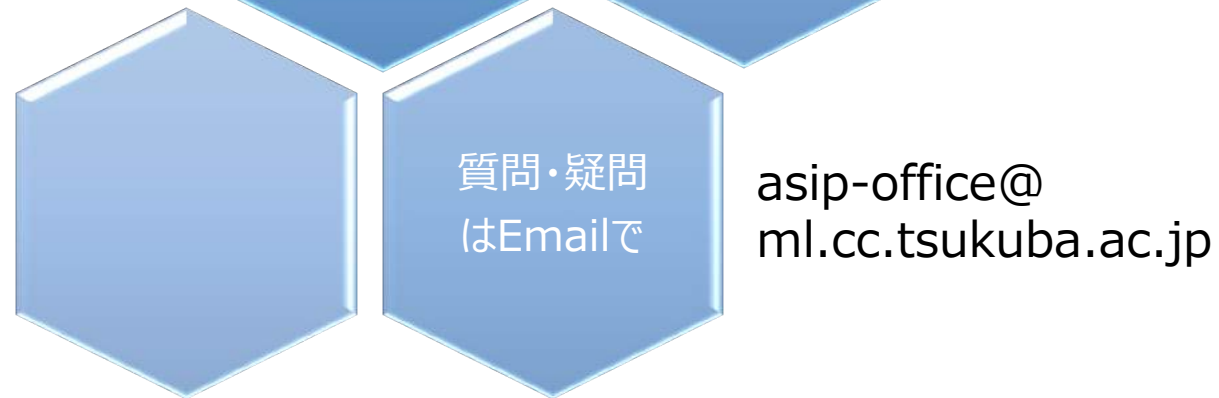 質問・疑問
はEmailで
asip-office@
ml.cc.tsukuba.ac.jp